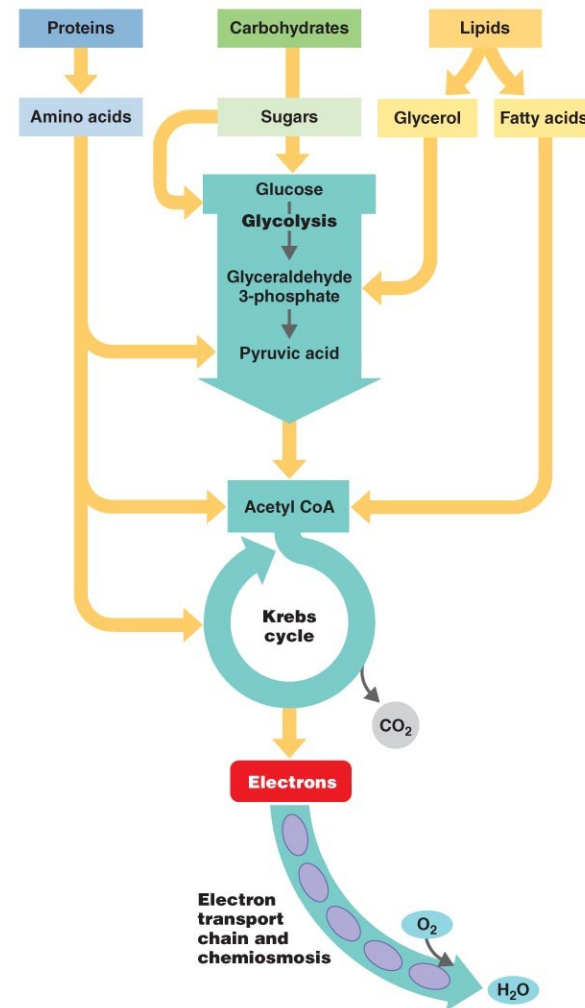 Proteins
Carbohydrates
Lipids
Amino acids
Sugars
Glycerol
Fatty acids
Glucose
Glycolysis
Glyceraldehyde
3-phosphate
Pyruvic acid
Acetyl CoA
Krebs
cycle
CO₂
Electrons
Electron
transport
chain and
chemiosmosis
O₂
H₂O